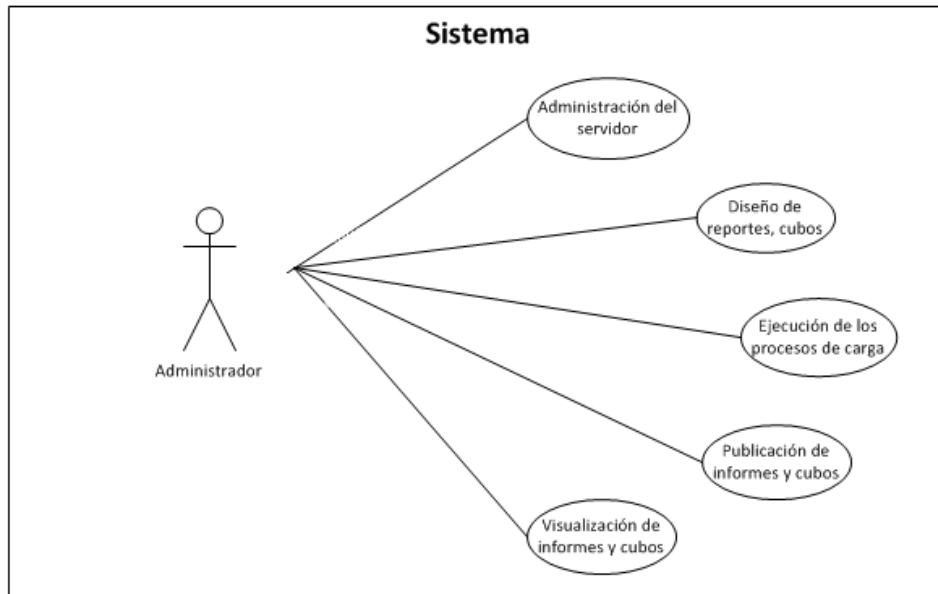 Sistema
Administración del
servidor
Diseño de
reportes, cubos
Ejecución de los
procesos de carga
Administrador
Publicación de
informes y cubos
Visualización de
informes y cubos